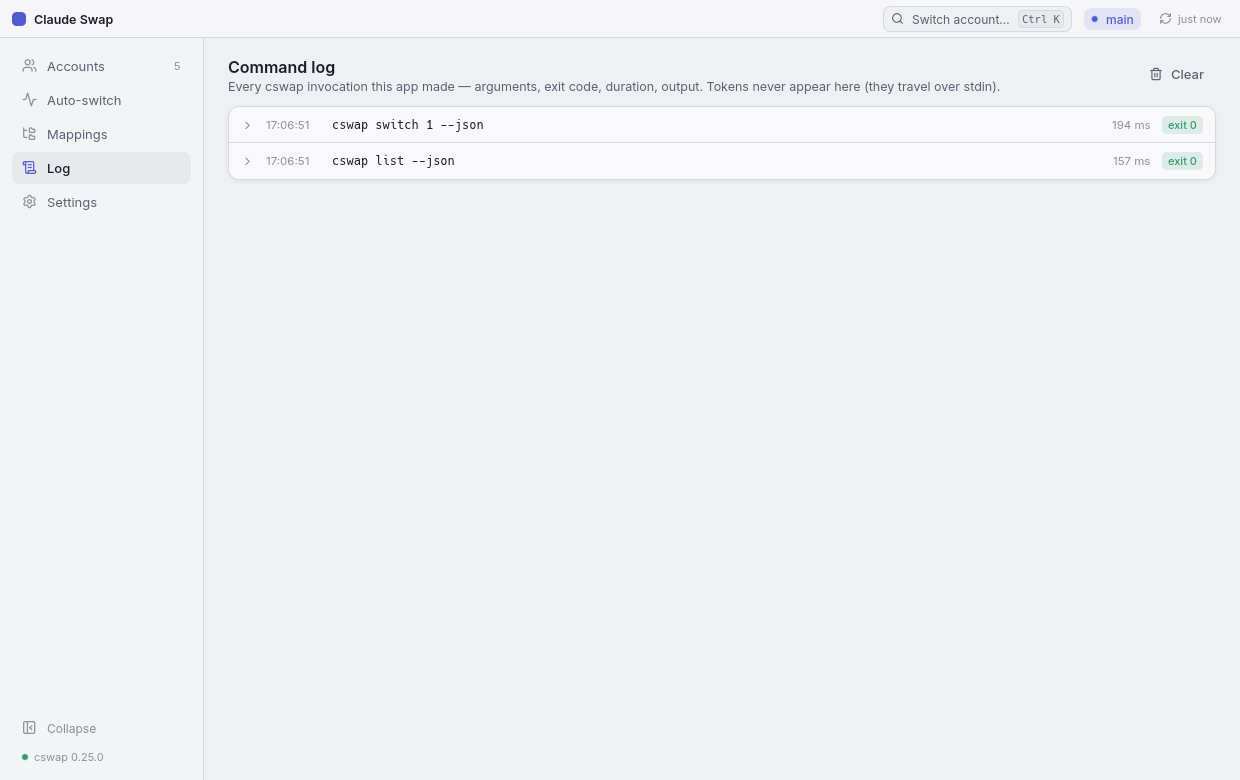 Claude Swap
Switch account...
Ctrl K
main
just now
Accounts
5
Auto-switch
Mappings
Log
Settings
Collapse
cswap 0.25.0
Command log
Every cswap invocation this app made — arguments, exit code, duration, output. Tokens never appear here (they travel over stdin).
Clear
17:06:51 cswap switch 1 --json 194 ms exit 0
17:06:51 cswap list --json 157 ms exit 0